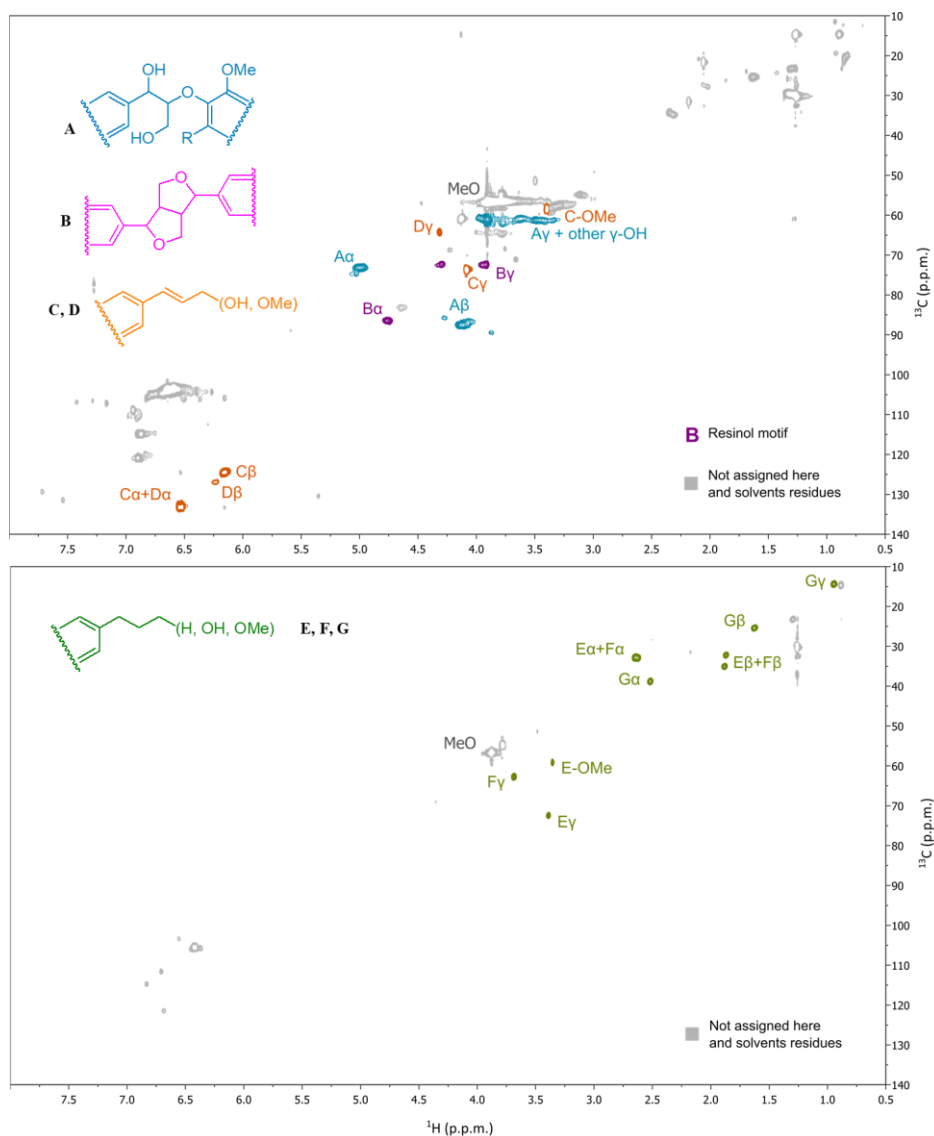 10
20
30
40
50
60
70
80
90
100
110
120
130
140
¹³C (p.p.m.)
OH
OMe
O
HO
R
A
O
B
O
(OH, OMe)
C, D
MeO
C-OMe
Aγ + other γ-OH
Dγ
Aα
Cγ
Bγ
Bα
Aβ
B Resinol motif
Not assigned here
and solvents residues
Cβ
Cα+Dα
Dβ
7.5 7.0 6.5 6.0 5.5 5.0 4.5 4.0 3.5 3.0 2.5 2.0 1.5 1.0 0.5
10
20
30
40
50
60
70
80
90
100
110
120
130
140
¹³C (p.p.m.)
(H, OH, OMe)
E, F, G
Gγ
Gβ
Eα+Fα
Eβ+Fβ
Gα
MeO
E-OMe
Fγ
Eγ
Not assigned here
and solvents residues
7.5 7.0 6.5 6.0 5.5 5.0 4.5 4.0 3.5 3.0 2.5 2.0 1.5 1.0 0.5
¹H (p.p.m.)